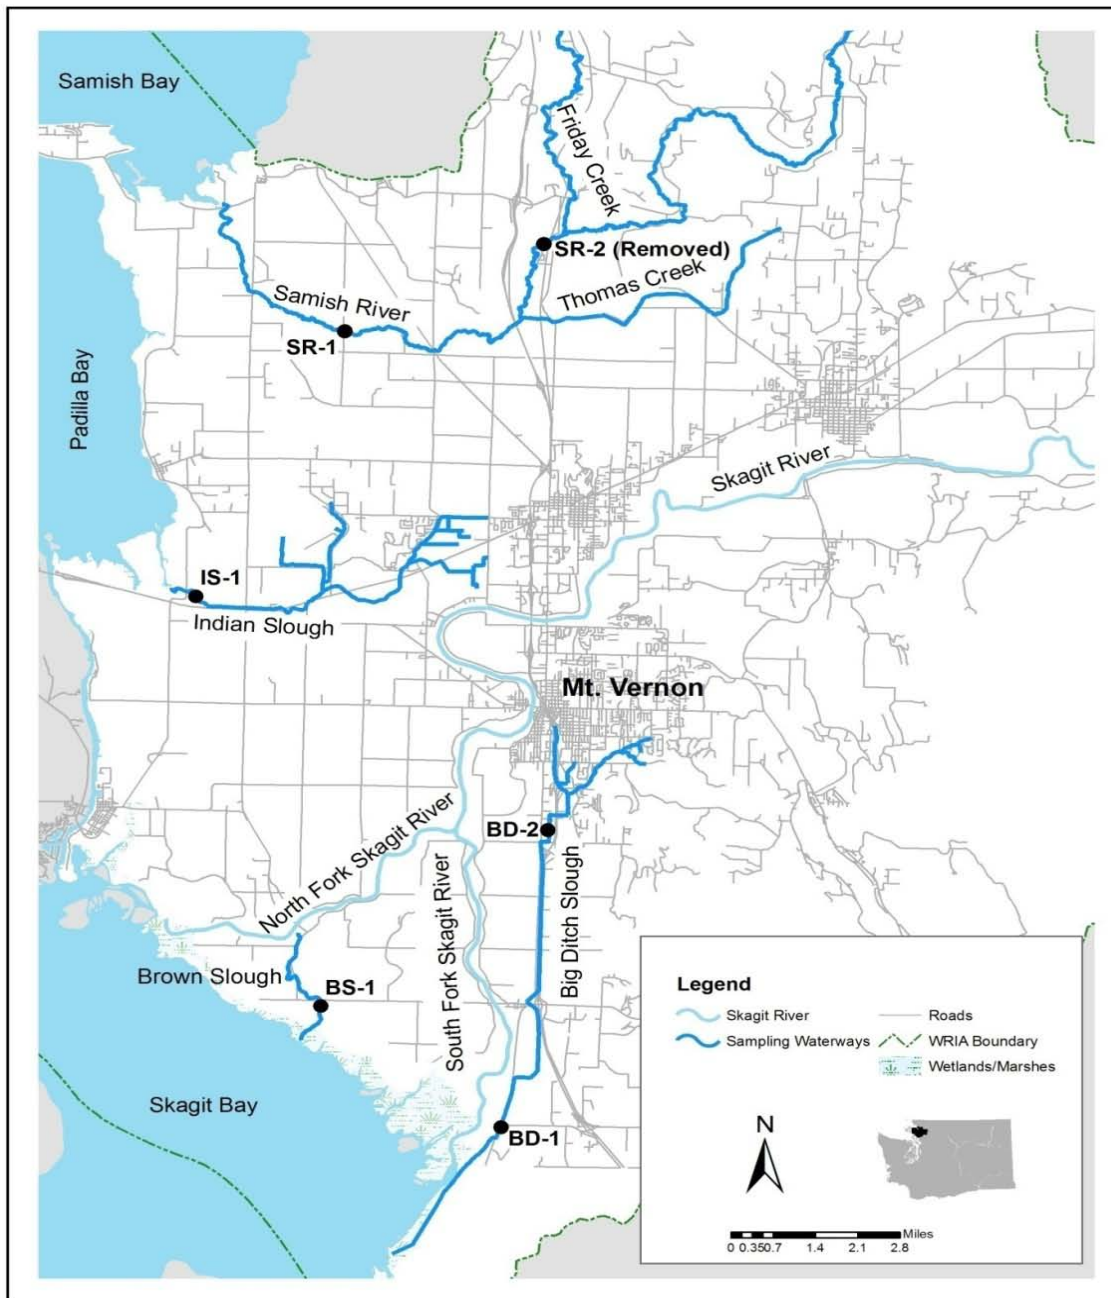 Samish Bay
Friday Creek
SR-2 (Removed)
Thomas Creek
Samish River
SR-1
Padilla Bay
Skagit River
IS-1
Indian Slough
Mt. Vernon
BD-2
North Fork Skagit River
South Fork Skagit River
Big Ditch Slough
Brown Slough
BS-1
Skagit Bay
BD-1
Legend
Skagit River
Roads
Sampling Waterways
WRIA Boundary
Wetlands/Marshes
N
Miles
0 0.350.7 1.4 2.1 2.8